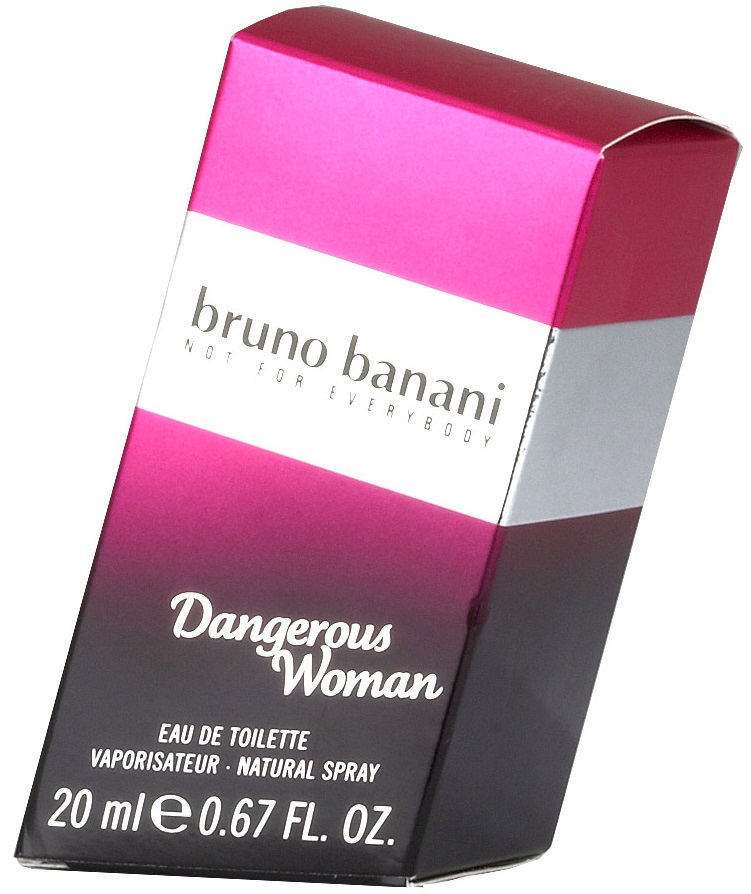 bruno banani
NOT FOR EVERYBODY
Dangerous
Woman
EAU DE TOILETTE
VAPORISATEUR · NATURAL SPRAY
20 ml ℮ 0.67 FL. OZ.